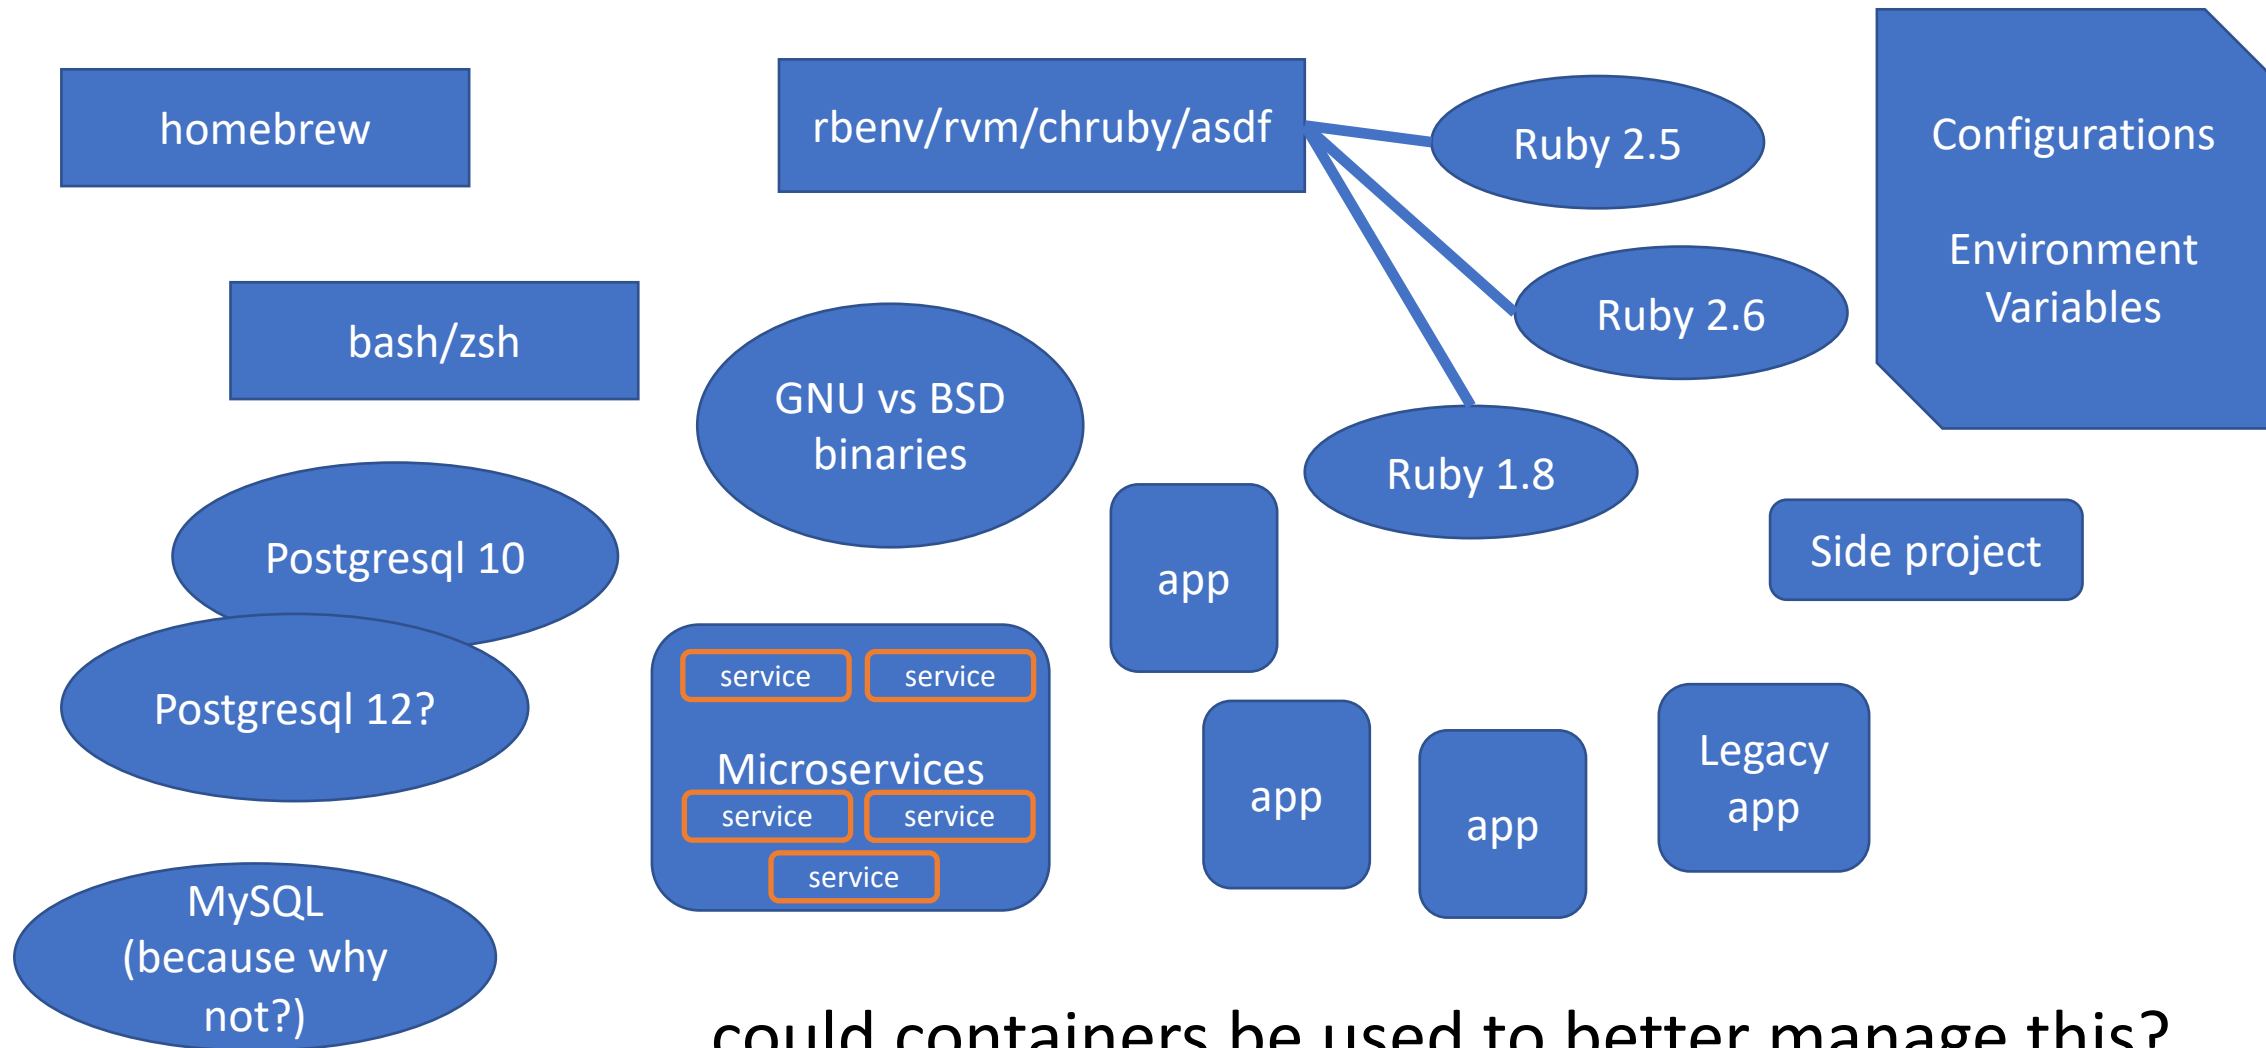 homebrew
rbenv/rvm/chruby/asdf
Ruby 2.5
Configurations
Environment
Variables
bash/zsh
Ruby 2.6
GNU vs BSD
binaries
Ruby 1.8
Postgresql 10
app
Side project
Postgresql 12?
service
service
Microservices
service
service
service
app
app
Legacy
app
MySQL
(because why
not?)
could containers be used to better manage this?